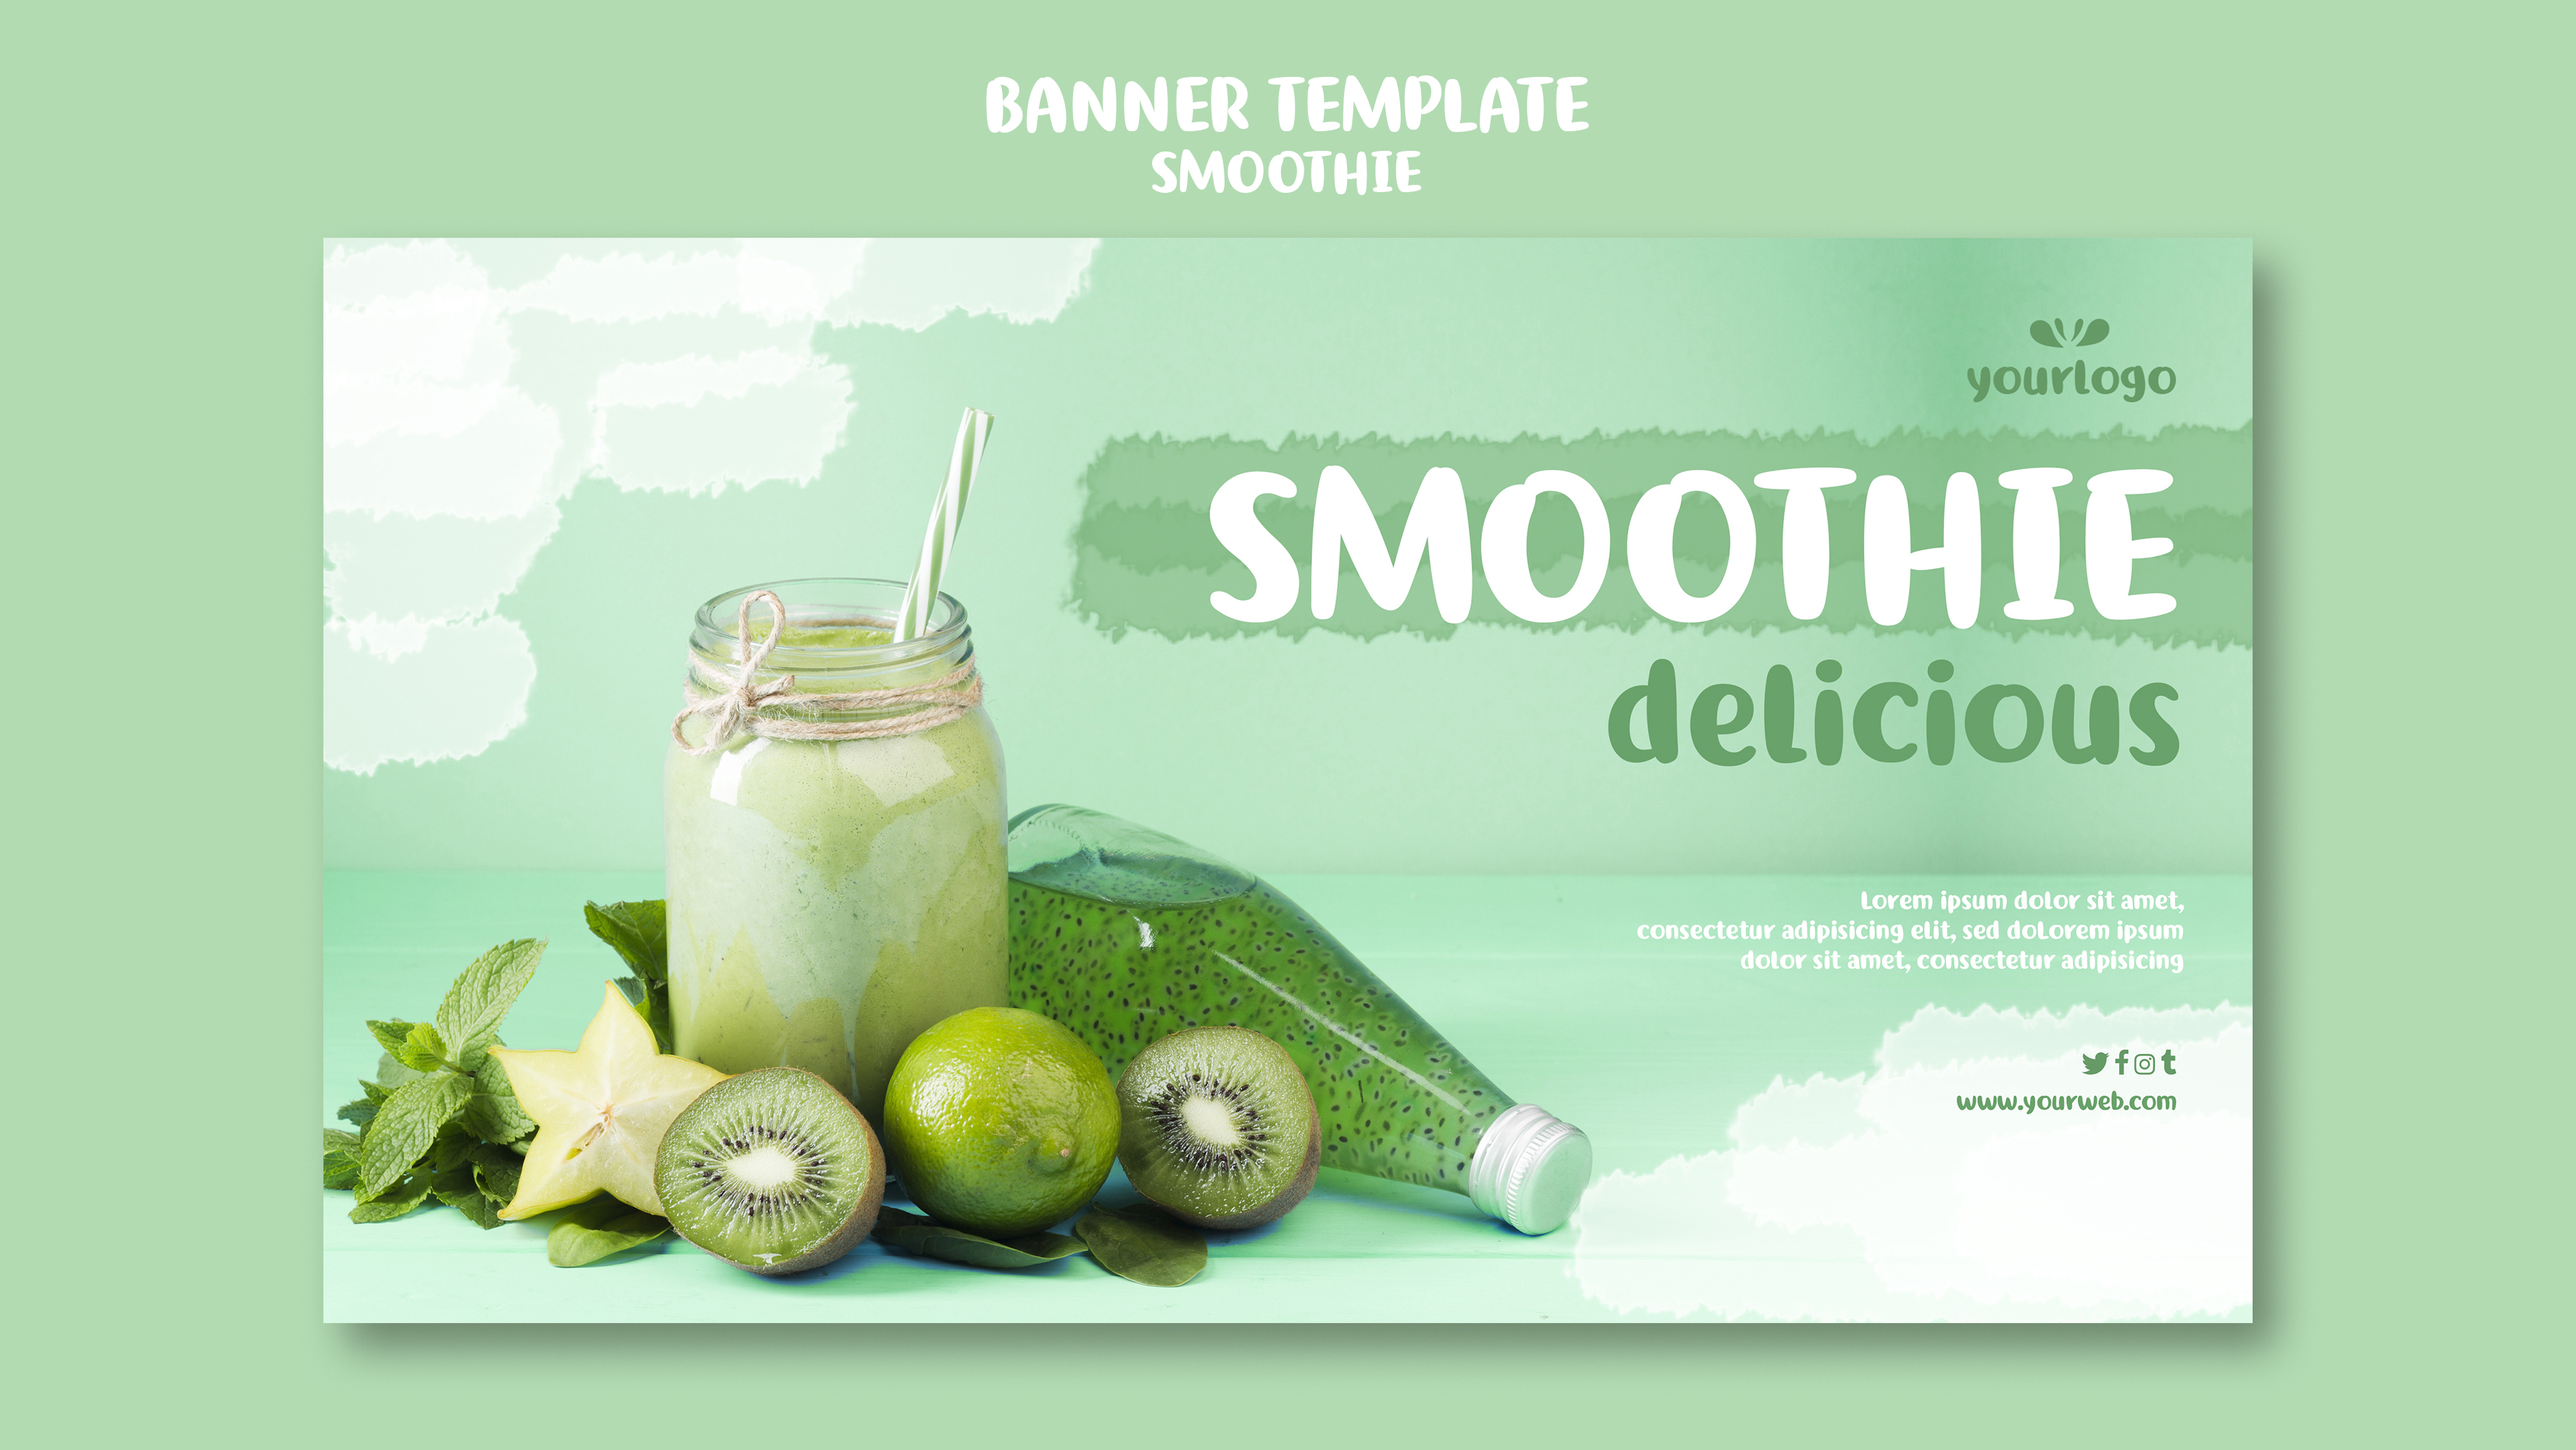 BANNER TEMPLATE
SMOOTHIE
yourlogo
SMOOTHIE
delicious
Lorem ipsum dolor sit amet,
consectetur adipisicing elit, sed doLorem ipsum
dolor sit amet, consectetur adipisicing
www.yourweb.com